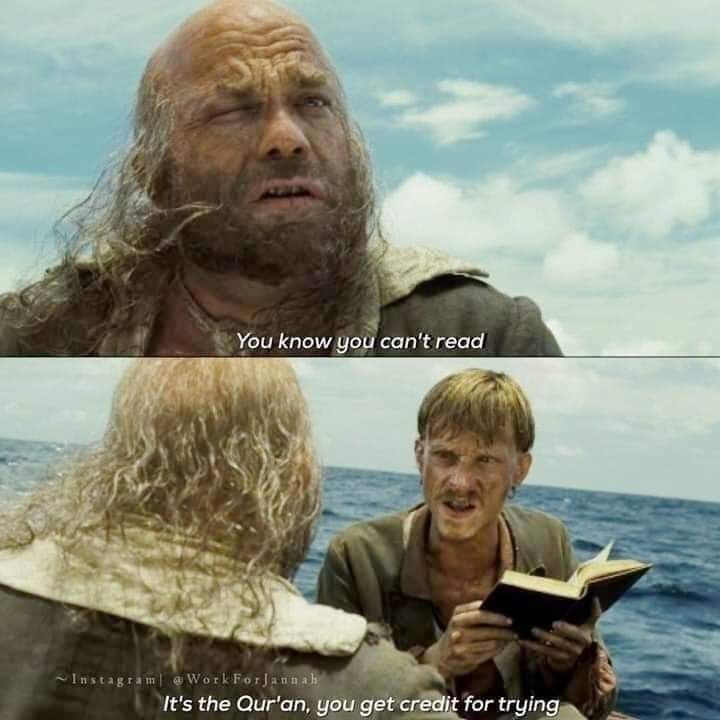 You know you can't read
~Instagram| @WorkForJannah
It's the Qur'an, you get credit for trying